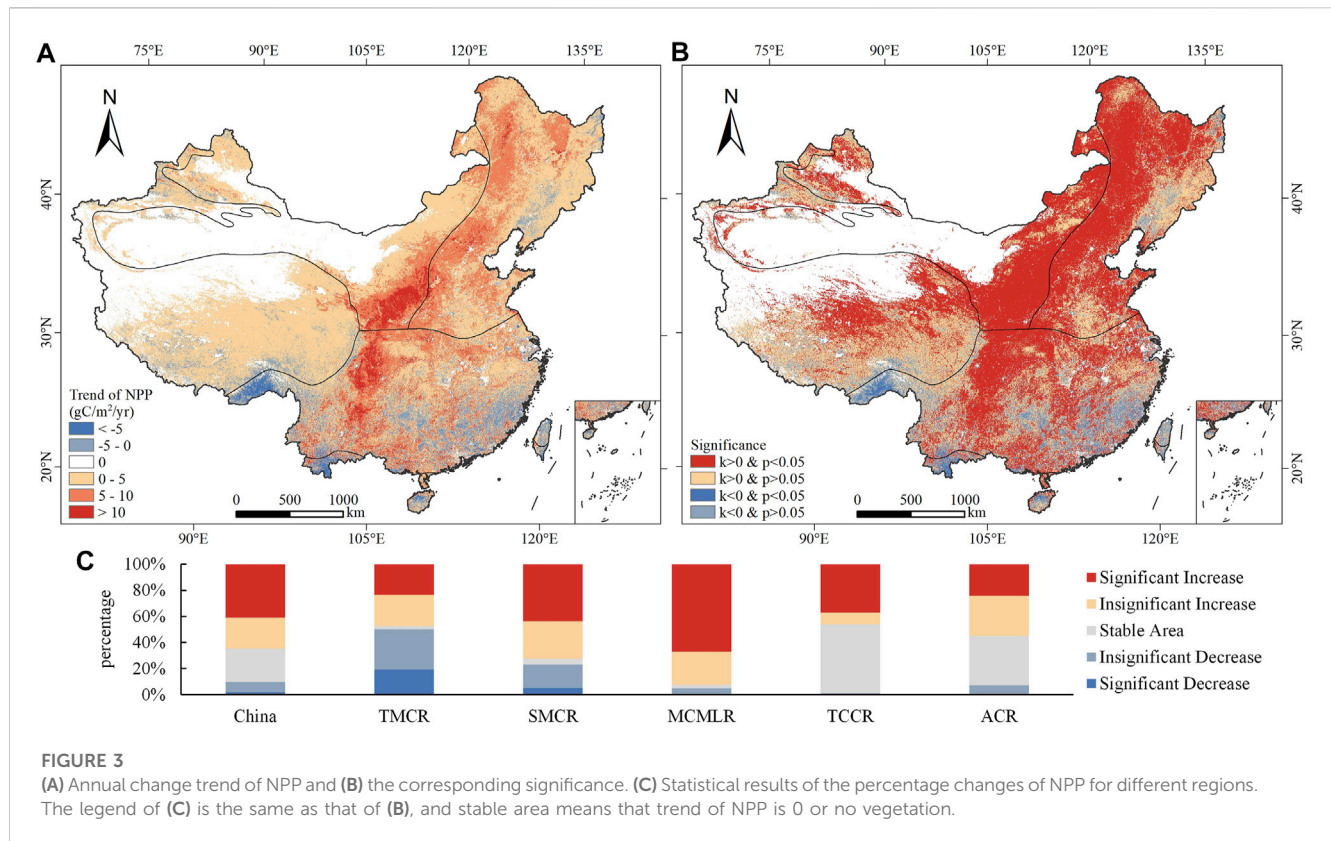 A
75°E
90°E
105°E
120°E
135°E
N
40°N
30°N
20°N
Trend of NPP
(gC/m²/yr)
< -5
-5 - 0
0
0 - 5
5 - 10
> 10
0 500 1000
km
90°E
105°E
120°E
B
75°E
90°E
105°E
120°E
135°E
N
40°N
30°N
20°N
Significance
k>0 & p<0.05
k>0 & p>0.05
k<0 & p<0.05
k<0 & p>0.05
0 500 1000
km
90°E
105°E
120°E
C
percentage
100%
80%
60%
40%
20%
0%
China
TMCR
SMCR
MCMLR
TCCR
ACR
Significant Increase
Insignificant Increase
Stable Area
Insignificant Decrease
Significant Decrease
FIGURE 3
(A) Annual change trend of NPP and (B) the corresponding significance. (C) Statistical results of the percentage changes of NPP for different regions.
The legend of (C) is the same as that of (B), and stable area means that trend of NPP is 0 or no vegetation.